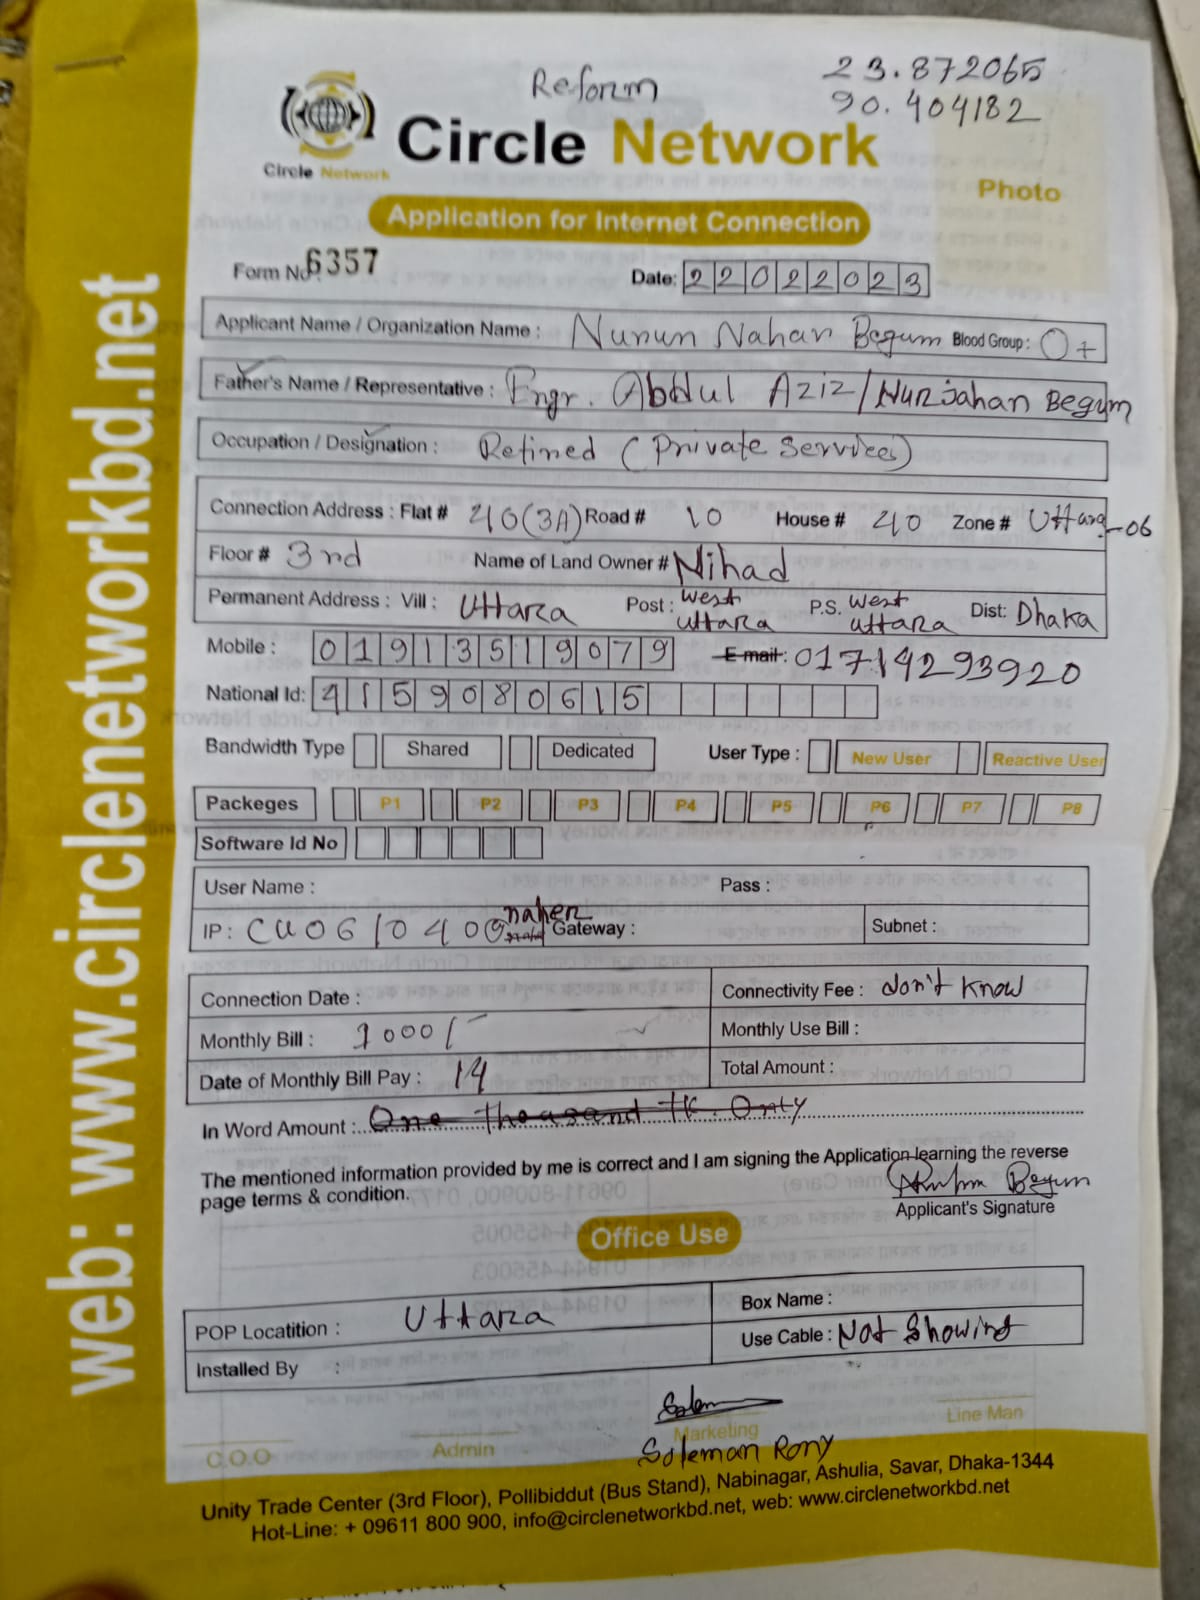 Reform
23.872065
90.404182
Circle Network
Circle Network
Photo
Application for Internet Connection
Form No: 6357 Date: 22022023
Applicant Name / Organization Name : Nurun Nahar Begum Blood Group : O+
Father's Name / Representative : Engr. Abdul Aziz / Nurjahan Begum
Occupation / Designation : Retired (Private Services)
Connection Address : Flat # 40(3A) Road # 10 House # 40 Zone # Uttara-06
Floor # 3rd Name of Land Owner # Nihad
Permanent Address : Vill : Uttara Post : West Uttara P.S. West Uttara Dist: Dhaka
Mobile : 01913519079 E-mail : 01714293920
National Id: 4159080615
Bandwidth Type Shared Dedicated User Type : New User Reactive User
Packeges P1 P2 P3 P4 P5 P6 P7 P8
Software Id No
User Name : Pass :
IP : CU061040 naher Gateway : Subnet :
Connection Date : Connectivity Fee : don't know
Monthly Bill : 1000/- Monthly Use Bill :
Date of Monthly Bill Pay : 14 Total Amount :
In Word Amount : One Thousand TK. Only
The mentioned information provided by me is correct and I am signing the Application learning the reverse
page terms & condition. Begum
Applicant's Signature
Office Use
POP Locatition : Uttara Box Name :
Installed By : Use Cable : Not Showing
C.O.O Admin Marketing Line Man
Soleman Rony
Unity Trade Center (3rd Floor), Pollibiddut (Bus Stand), Nabinagar, Ashulia, Savar, Dhaka-1344
Hot-Line: + 09611 800 900, info@circlenetworkbd.net, web: www.circlenetworkbd.net
web: www.circlenetworkbd.net